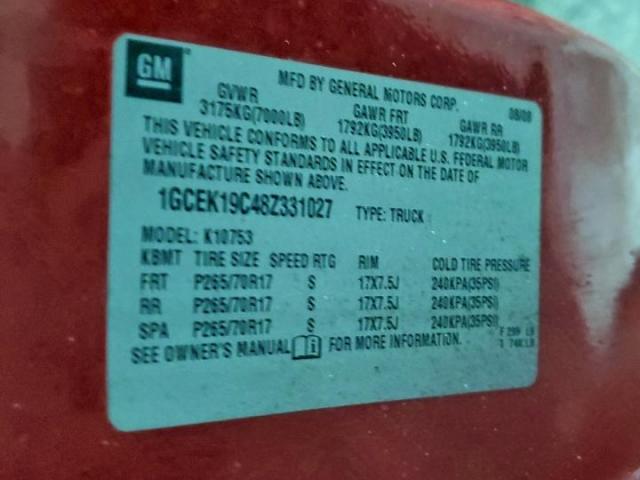 GM
MFD BY GENERAL MOTORS CORP. 08/08
GVWR GAWR FRT GAWR RR
3175KG(7000LB) 1792KG(3950LB) 1792KG(3950LB)
THIS VEHICLE CONFORMS TO ALL APPLICABLE U.S. FEDERAL MOTOR
VEHICLE SAFETY STANDARDS IN EFFECT ON THE DATE OF
MANUFACTURE SHOWN ABOVE.
1GCEK19C48Z331027 TYPE: TRUCK
MODEL: K10753
KBMT TIRE SIZE SPEED RTG RIM COLD TIRE PRESSURE
FRT P265/70R17 S 17X7.5J 240KPA(35PSI)
RR P265/70R17 S 17X7.5J 240KPA(35PSI)
SPA P265/70R17 S 17X7.5J 240KPA(35PSI)
SEE OWNER'S MANUAL FOR MORE INFORMATION.